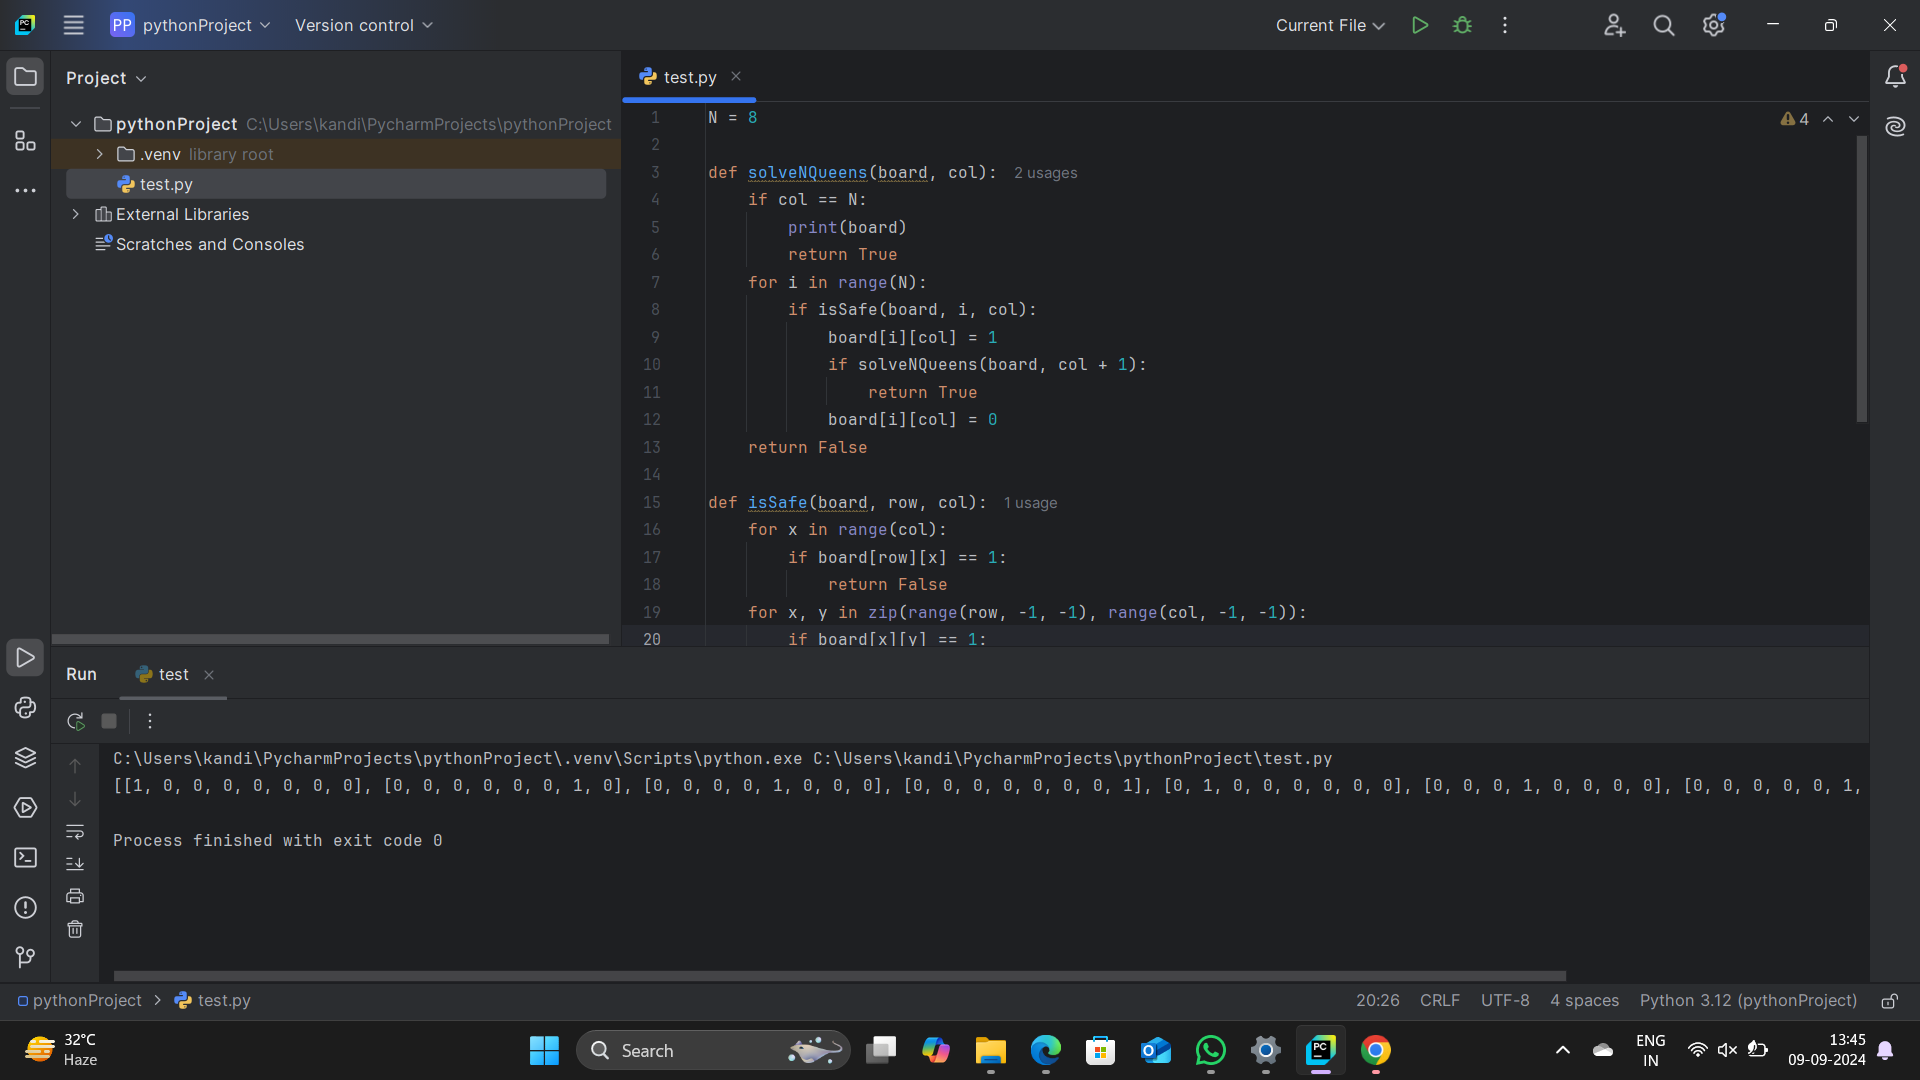 PP pythonProject Version control Current File
Project
test.py
pythonProject C:\Users\kandi\PycharmProjects\pythonProject
.venv library root
test.py
External Libraries
Scratches and Consoles
4
1 N = 8
2
3 def solveNQueens(board, col): 2 usages
4 if col == N:
5 print(board)
6 return True
7 for i in range(N):
8 if isSafe(board, i, col):
9 board[i][col] = 1
10 if solveNQueens(board, col + 1):
11 return True
12 board[i][col] = 0
13 return False
14
15 def isSafe(board, row, col): 1 usage
16 for x in range(col):
17 if board[row][x] == 1:
18 return False
19 for x, y in zip(range(row, -1, -1), range(col, -1, -1)):
20 if board[x][y] == 1:
Run test
C:\Users\kandi\PycharmProjects\pythonProject\.venv\Scripts\python.exe C:\Users\kandi\PycharmProjects\pythonProject\test.py
[[1, 0, 0, 0, 0, 0, 0, 0], [0, 0, 0, 0, 0, 0, 1, 0], [0, 0, 0, 0, 1, 0, 0, 0], [0, 0, 0, 0, 0, 0, 0, 1], [0, 1, 0, 0, 0, 0, 0, 0], [0, 0, 0, 1, 0, 0, 0, 0], [0, 0, 0, 0, 0, 1,
Process finished with exit code 0
pythonProject test.py 20:26 CRLF UTF-8 4 spaces Python 3.12 (pythonProject)
32°C
Haze
Search
PC
ENG
IN
13:45
09-09-2024